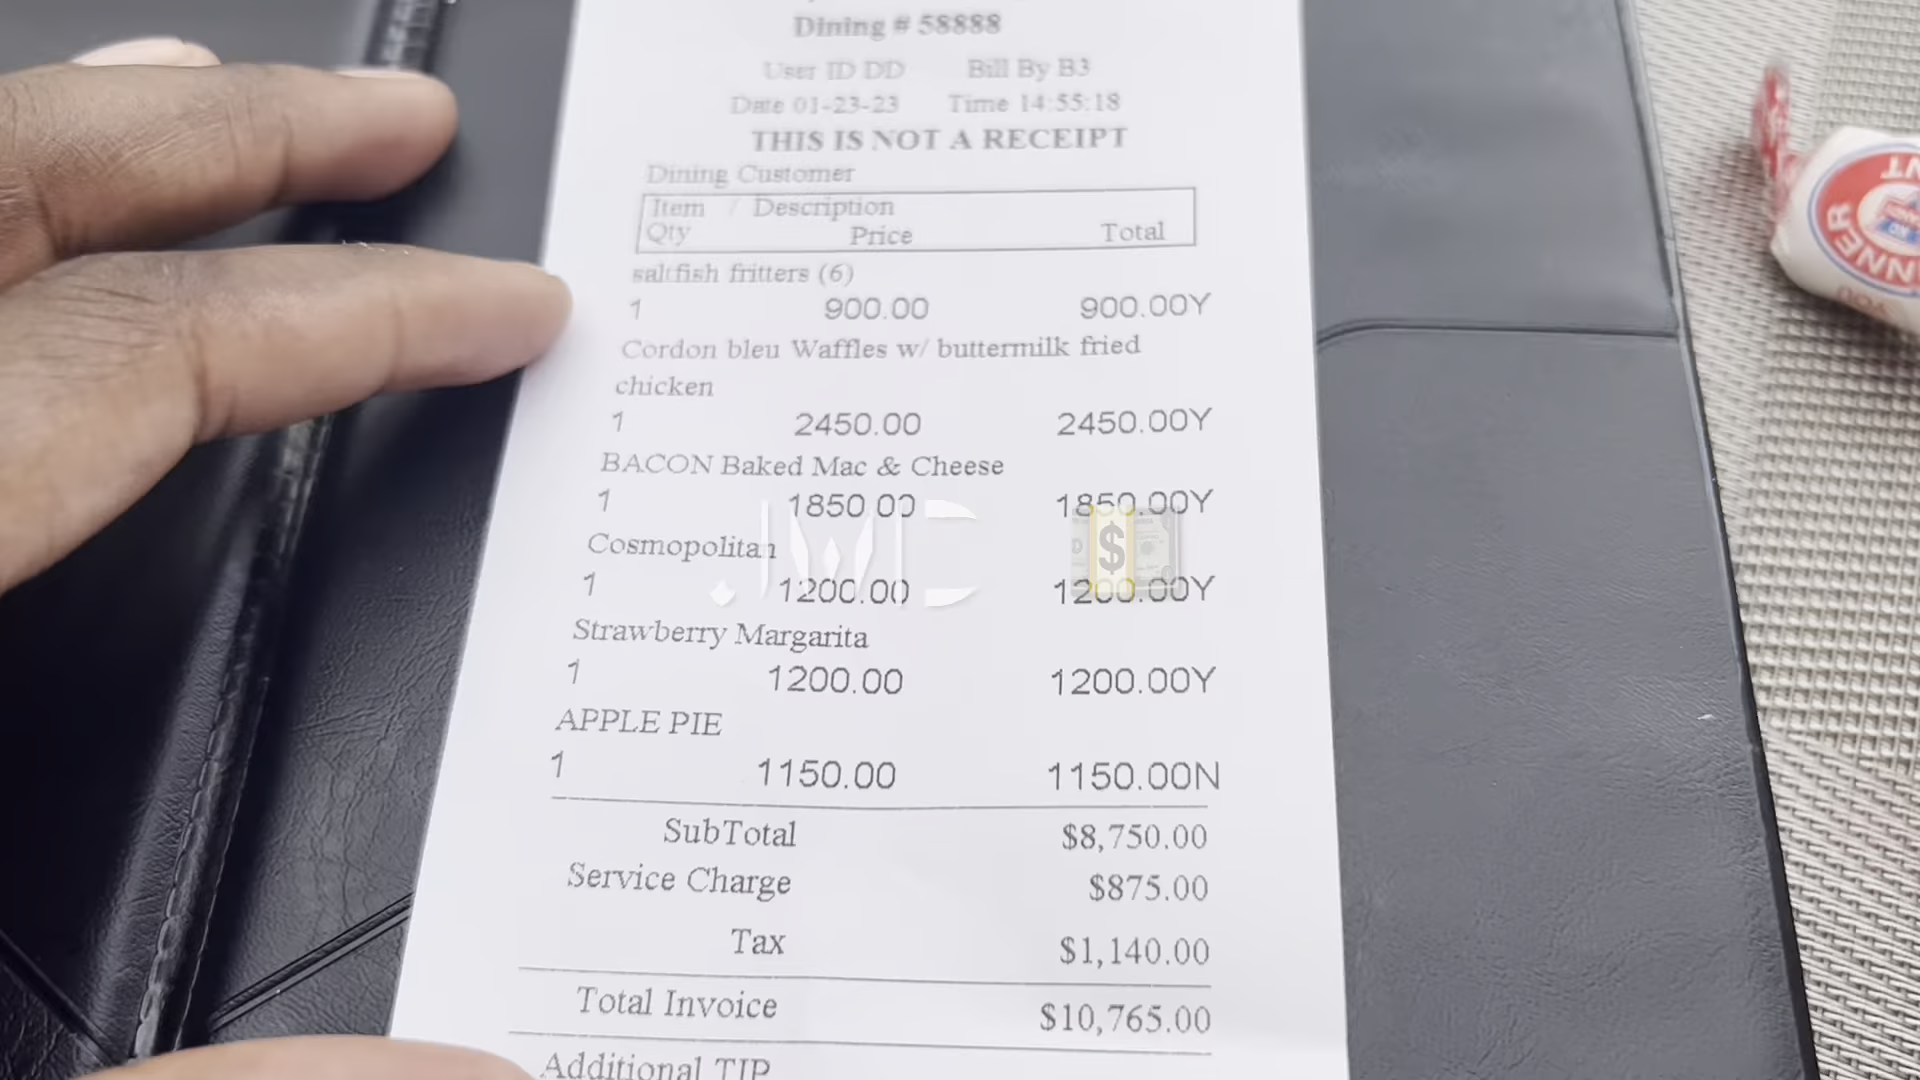 Dining # 58888
User ID DD Bill By B3
Date 01-23-23 Time 14:55:18
THIS IS NOT A RECEIPT
Dining Customer
Item / Description
Qty Price Total
saltfish fritters (6)
1 900.00 900.00Y
Cordon bleu Waffles w/ buttermilk fried
chicken
1 2450.00 2450.00Y
BACON Baked Mac & Cheese
1 1850.00 1850.00Y
Cosmopolitan
1 1200.00 1200.00Y
Strawberry Margarita
1 1200.00 1200.00Y
APPLE PIE
1 1150.00 1150.00N
SubTotal $8,750.00
Service Charge $875.00
Tax $1,140.00
Total Invoice $10,765.00
Additional TIP
$